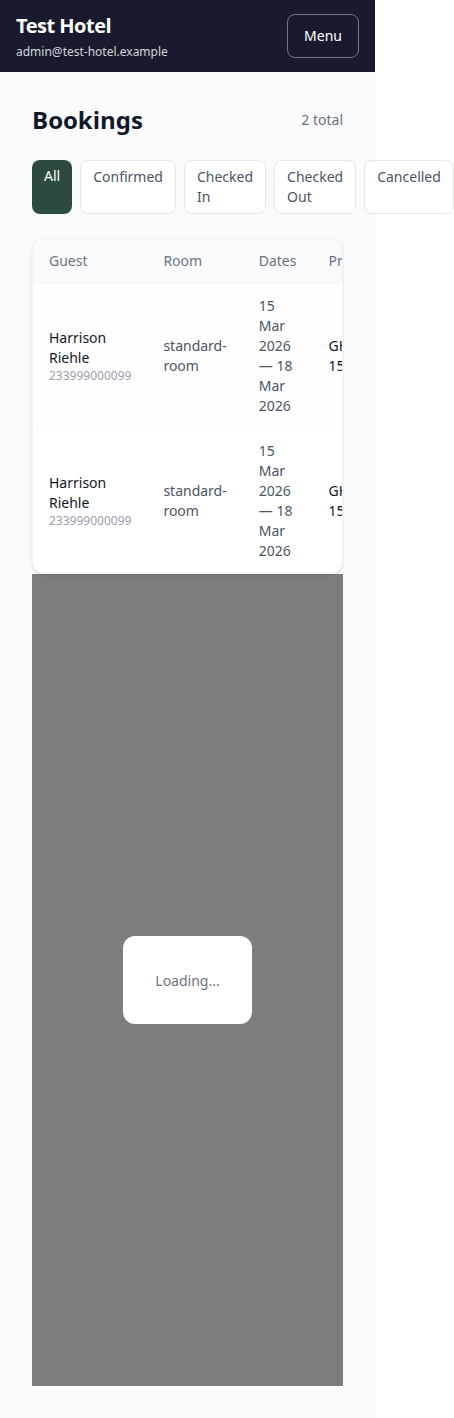 Test Hotel
admin@test-hotel.example
Menu
Bookings
2 total
All
Confirmed
Checked
In
Checked
Out
Cancelled
Guest
Room
Dates
Harrison
Riehle
233999000099
standard-
room
15
Mar
2026
— 18
Mar
2026
Harrison
Riehle
233999000099
standard-
room
15
Mar
2026
— 18
Mar
2026
Loading...